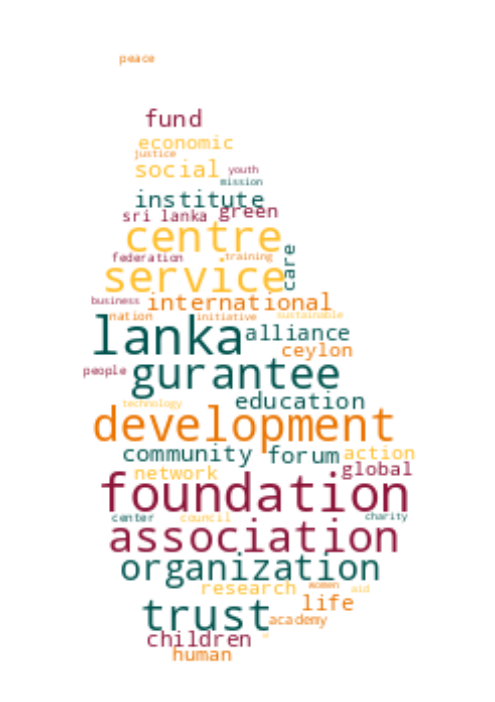 peace
fund
economic
justice
social youth
mission
institute
sri lanka green
centre
federation training
care
service
business international
nation initiative sustainable
lanka alliance
ceylon
people gurantee
technology education
development
community forum action
network global
foundation
center council charity
association
organization
research women aid
trust life
academy
children
human